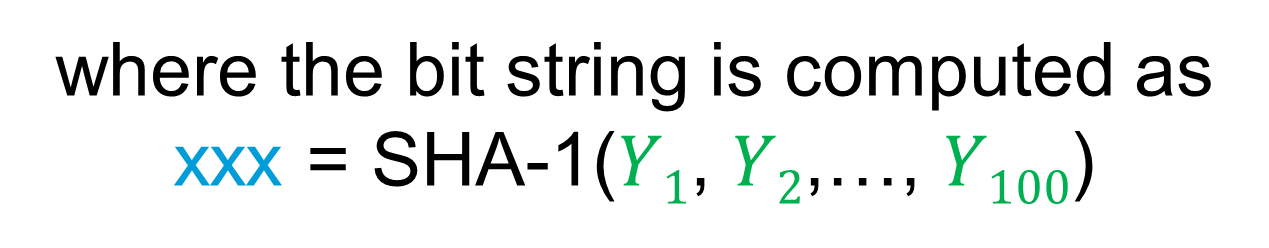 where the bit string is computed as
xxx = SHA-1(Y₁, Y₂,…, Y₁₀₀)